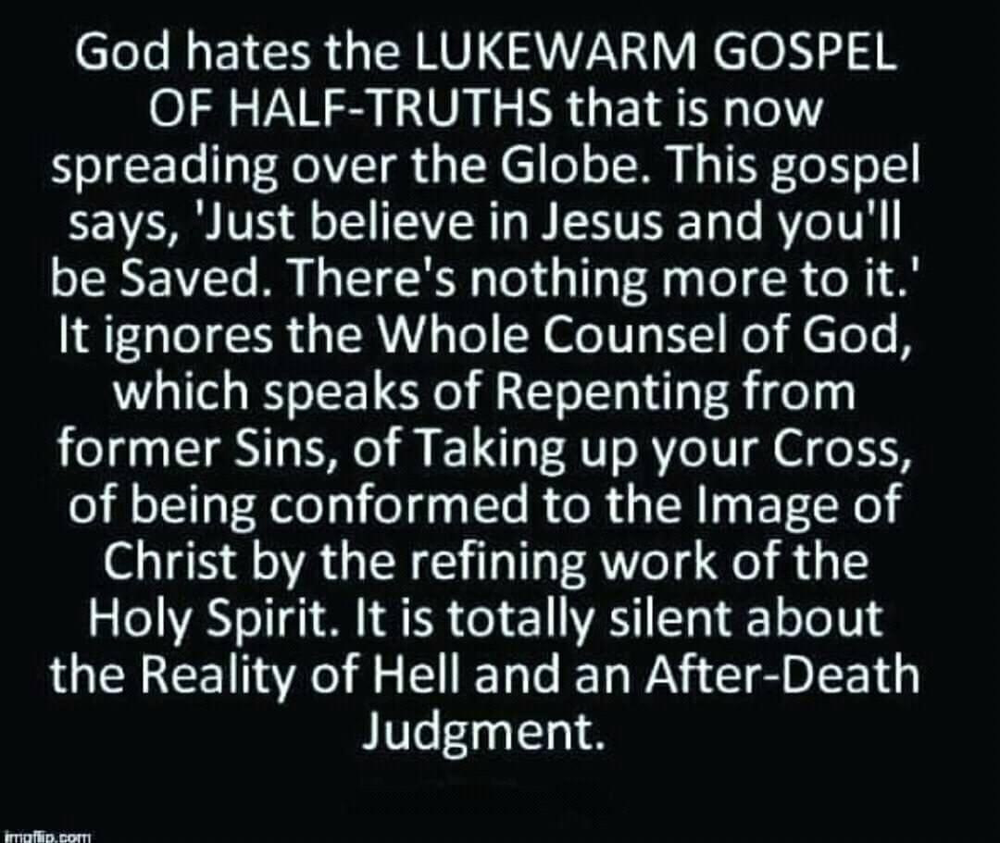 God hates the LUKEWARM GOSPEL
OF HALF-TRUTHS that is now
spreading over the Globe. This gospel
says, 'Just believe in Jesus and you'll
be Saved. There's nothing more to it.'
It ignores the Whole Counsel of God,
which speaks of Repenting from
former Sins, of Taking up your Cross,
of being conformed to the Image of
Christ by the refining work of the
Holy Spirit. It is totally silent about
the Reality of Hell and an After-Death
Judgment.
imgflip.com